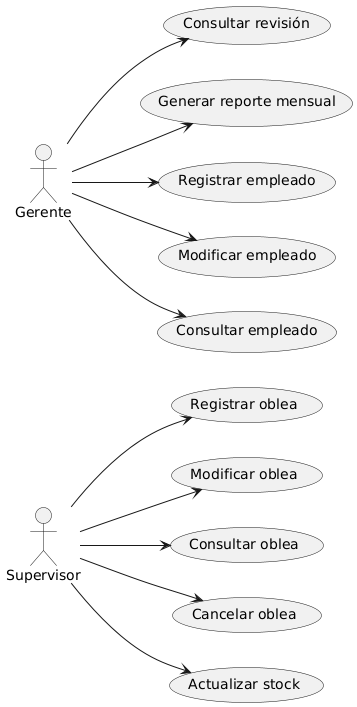 Consultar revisión
Generar reporte mensual
Registrar empleado
Gerente
Modificar empleado
Consultar empleado
Registrar oblea
Modificar oblea
Consultar oblea
Supervisor
Cancelar oblea
Actualizar stock